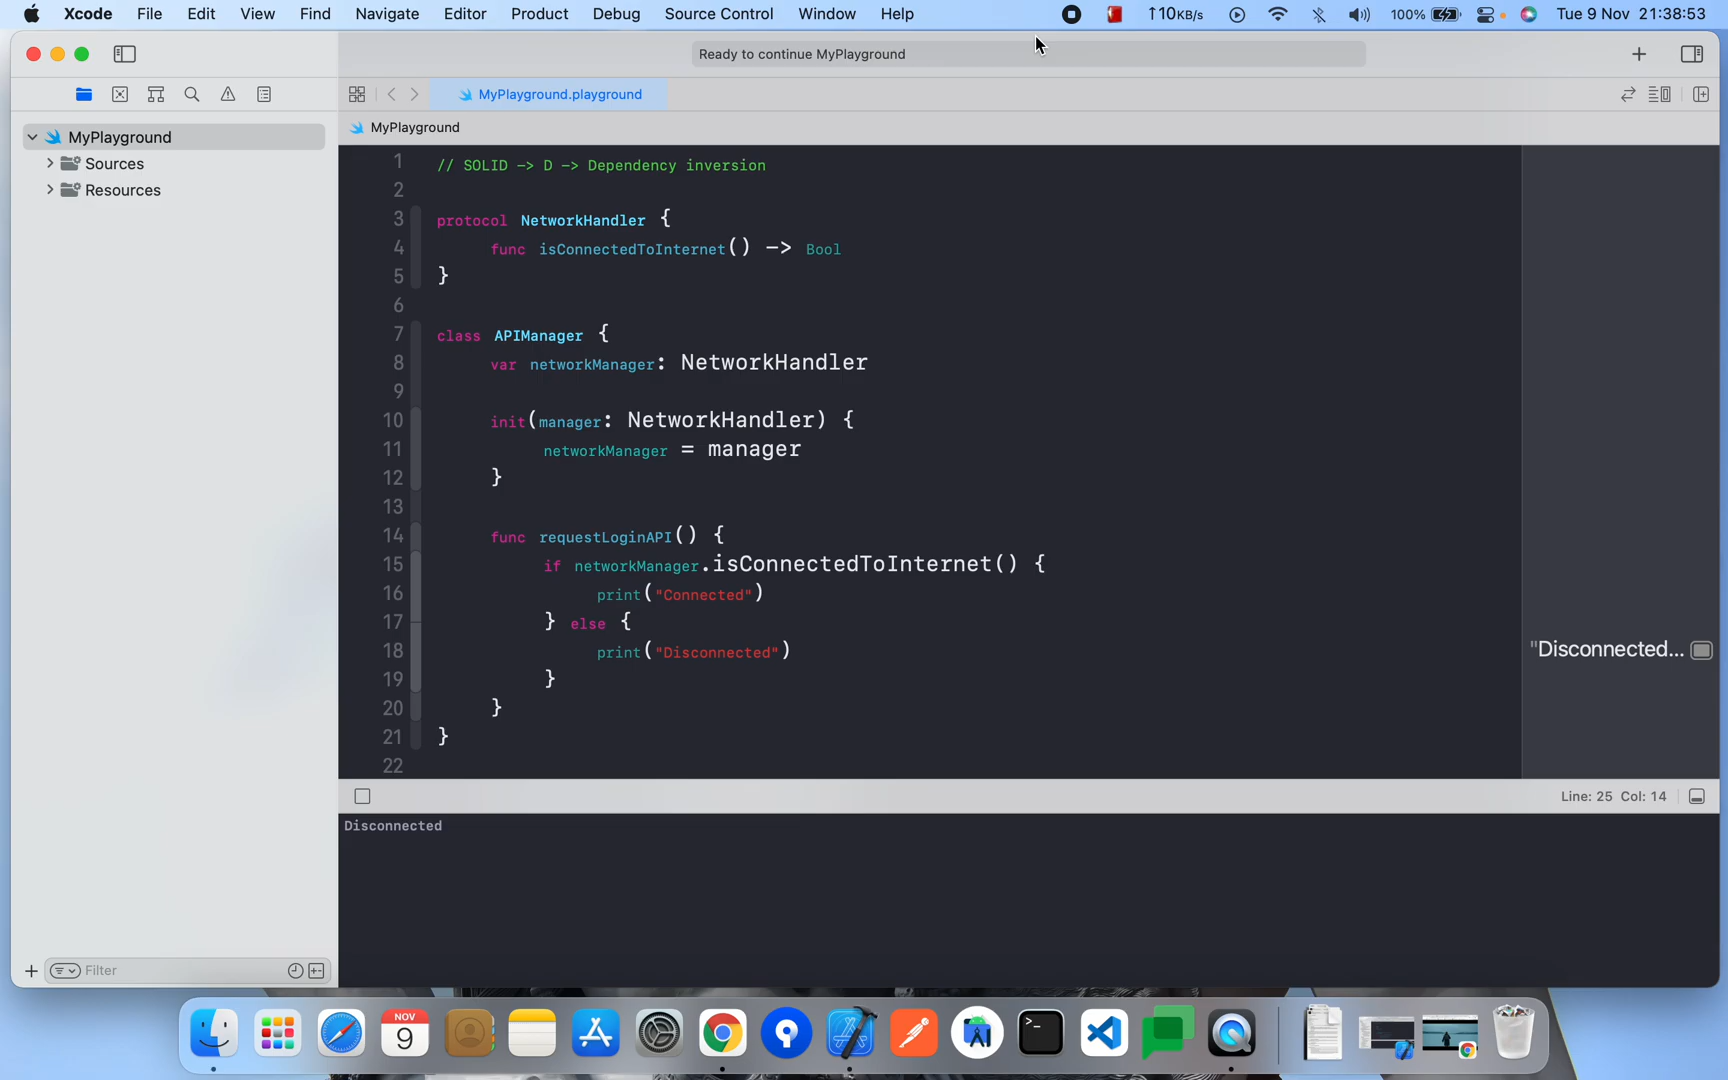 Xcode File Edit View Find Navigate Editor Product Debug Source Control Window Help ↑10KB/s 100% Tue 9 Nov 21:38:53
Ready to continue MyPlayground
MyPlayground.playground
MyPlayground
Sources
Resources
MyPlayground
1 // SOLID -> D -> Dependency inversion
2
3 protocol NetworkHandler {
4 func isConnectedToInternet() -> Bool
5 }
6
7 class APIManager {
8 var networkManager: NetworkHandler
9
10 init(manager: NetworkHandler) {
11 networkManager = manager
12 }
13
14 func requestLoginAPI() {
15 if networkManager.isConnectedToInternet() {
16 print("Connected")
17 } else {
18 print("Disconnected")
"Disconnected...
19 }
20 }
21 }
22
Line: 25 Col: 14
Disconnected
Filter
NOV
9